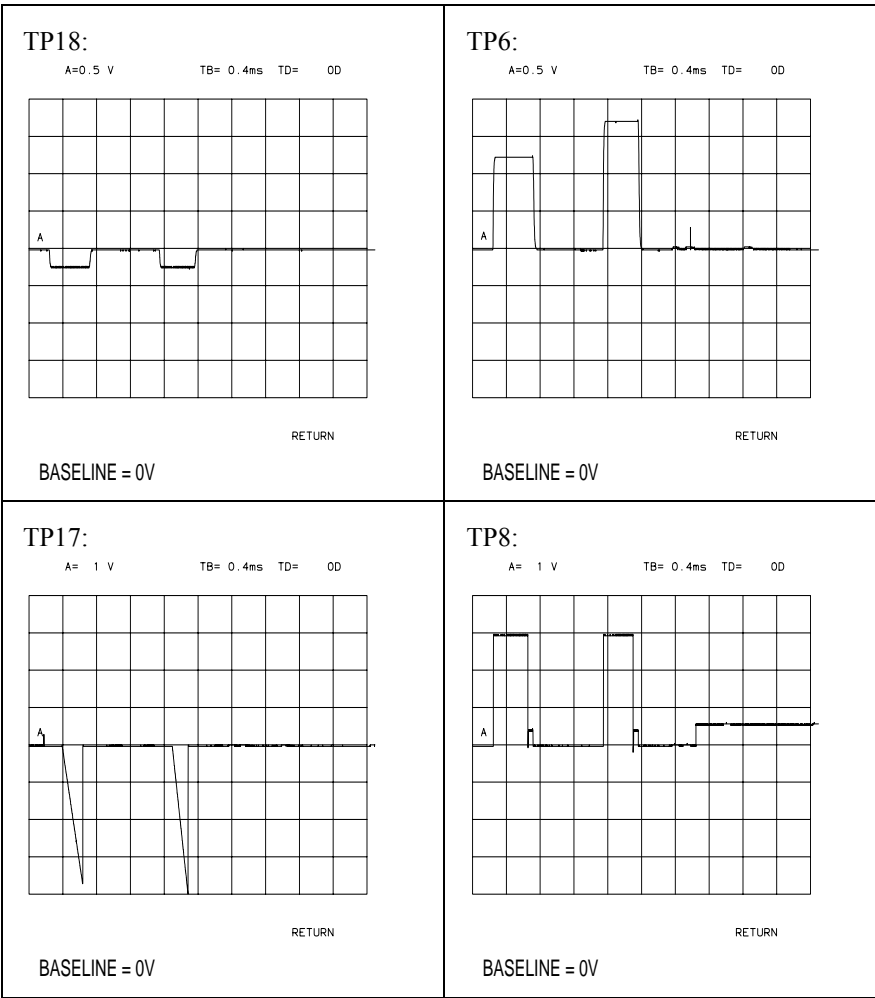 TP18:
A=0.5 V TB= 0.4ms TD= 0D
A
RETURN
BASELINE = 0V
TP6:
A=0.5 V TB= 0.4ms TD= 0D
A
RETURN
BASELINE = 0V
TP17:
A= 1 V TB= 0.4ms TD= 0D
A
RETURN
BASELINE = 0V
TP8:
A= 1 V TB= 0.4ms TD= 0D
A
RETURN
BASELINE = 0V